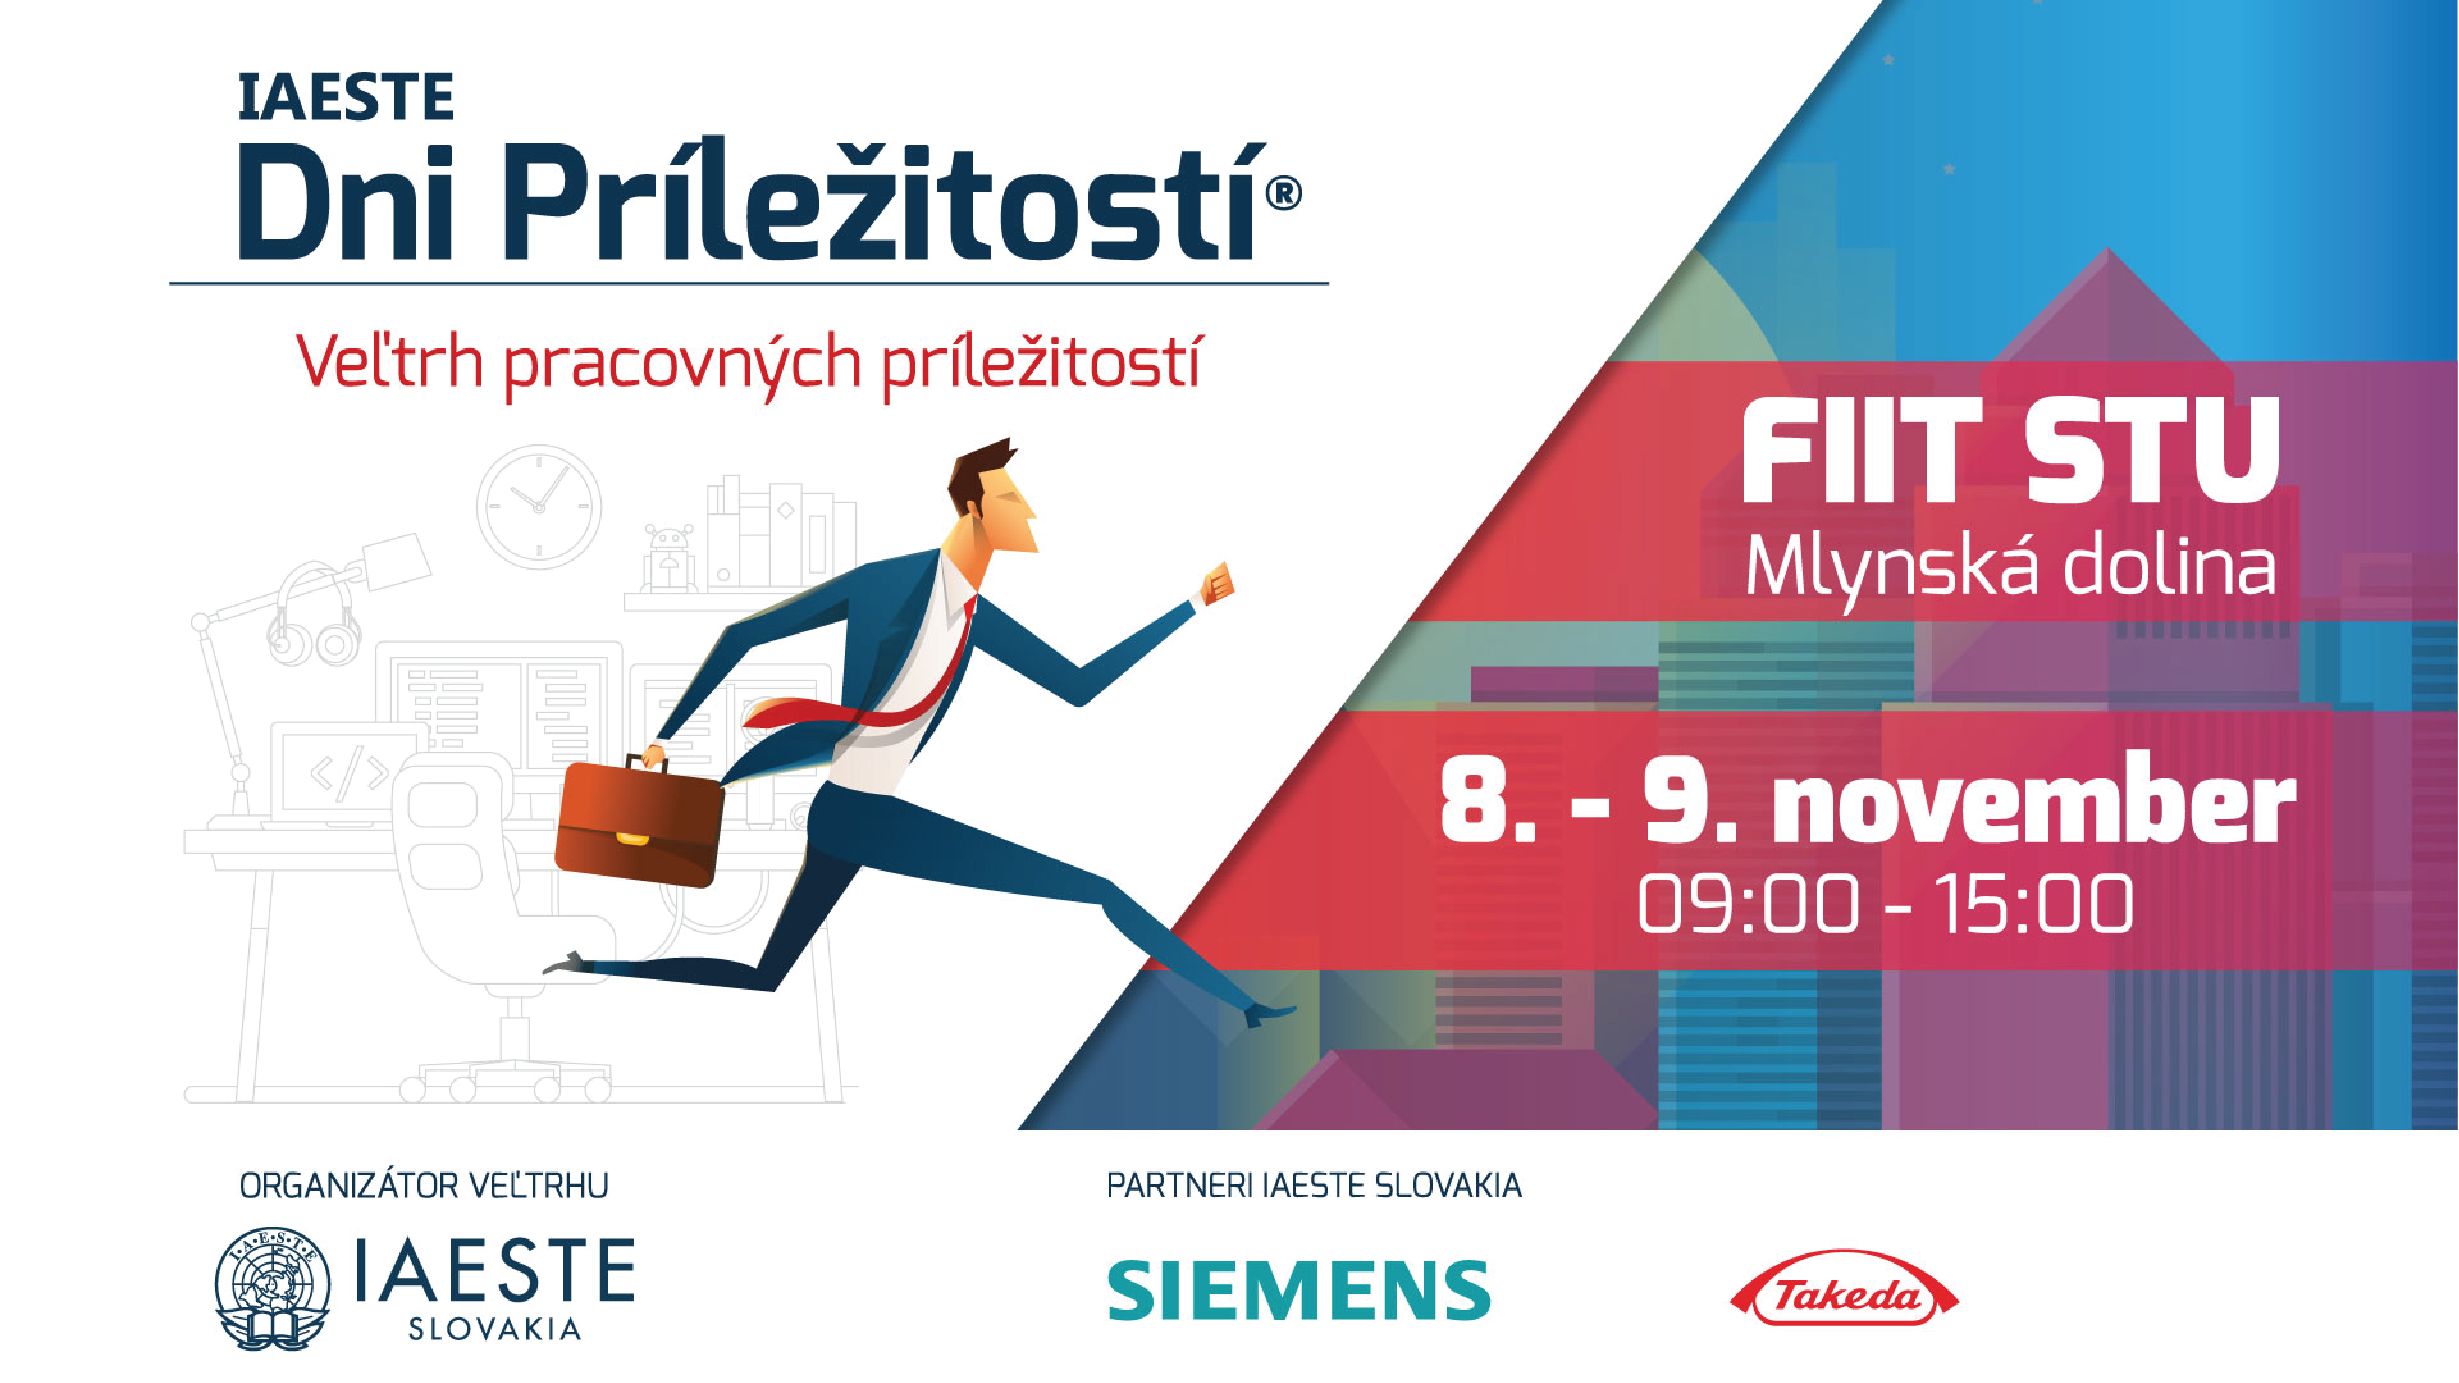 IAESTE
Dni Príležitostí®
Veľtrh pracovných príležitostí
FIIT STU
Mlynská dolina
8. - 9. november
09:00 - 15:00
</>
ORGANIZÁTOR VEĽTRHU
I.A.E.S.T.E
IAESTE
SLOVAKIA
PARTNERI IAESTE SLOVAKIA
SIEMENS
Takeda